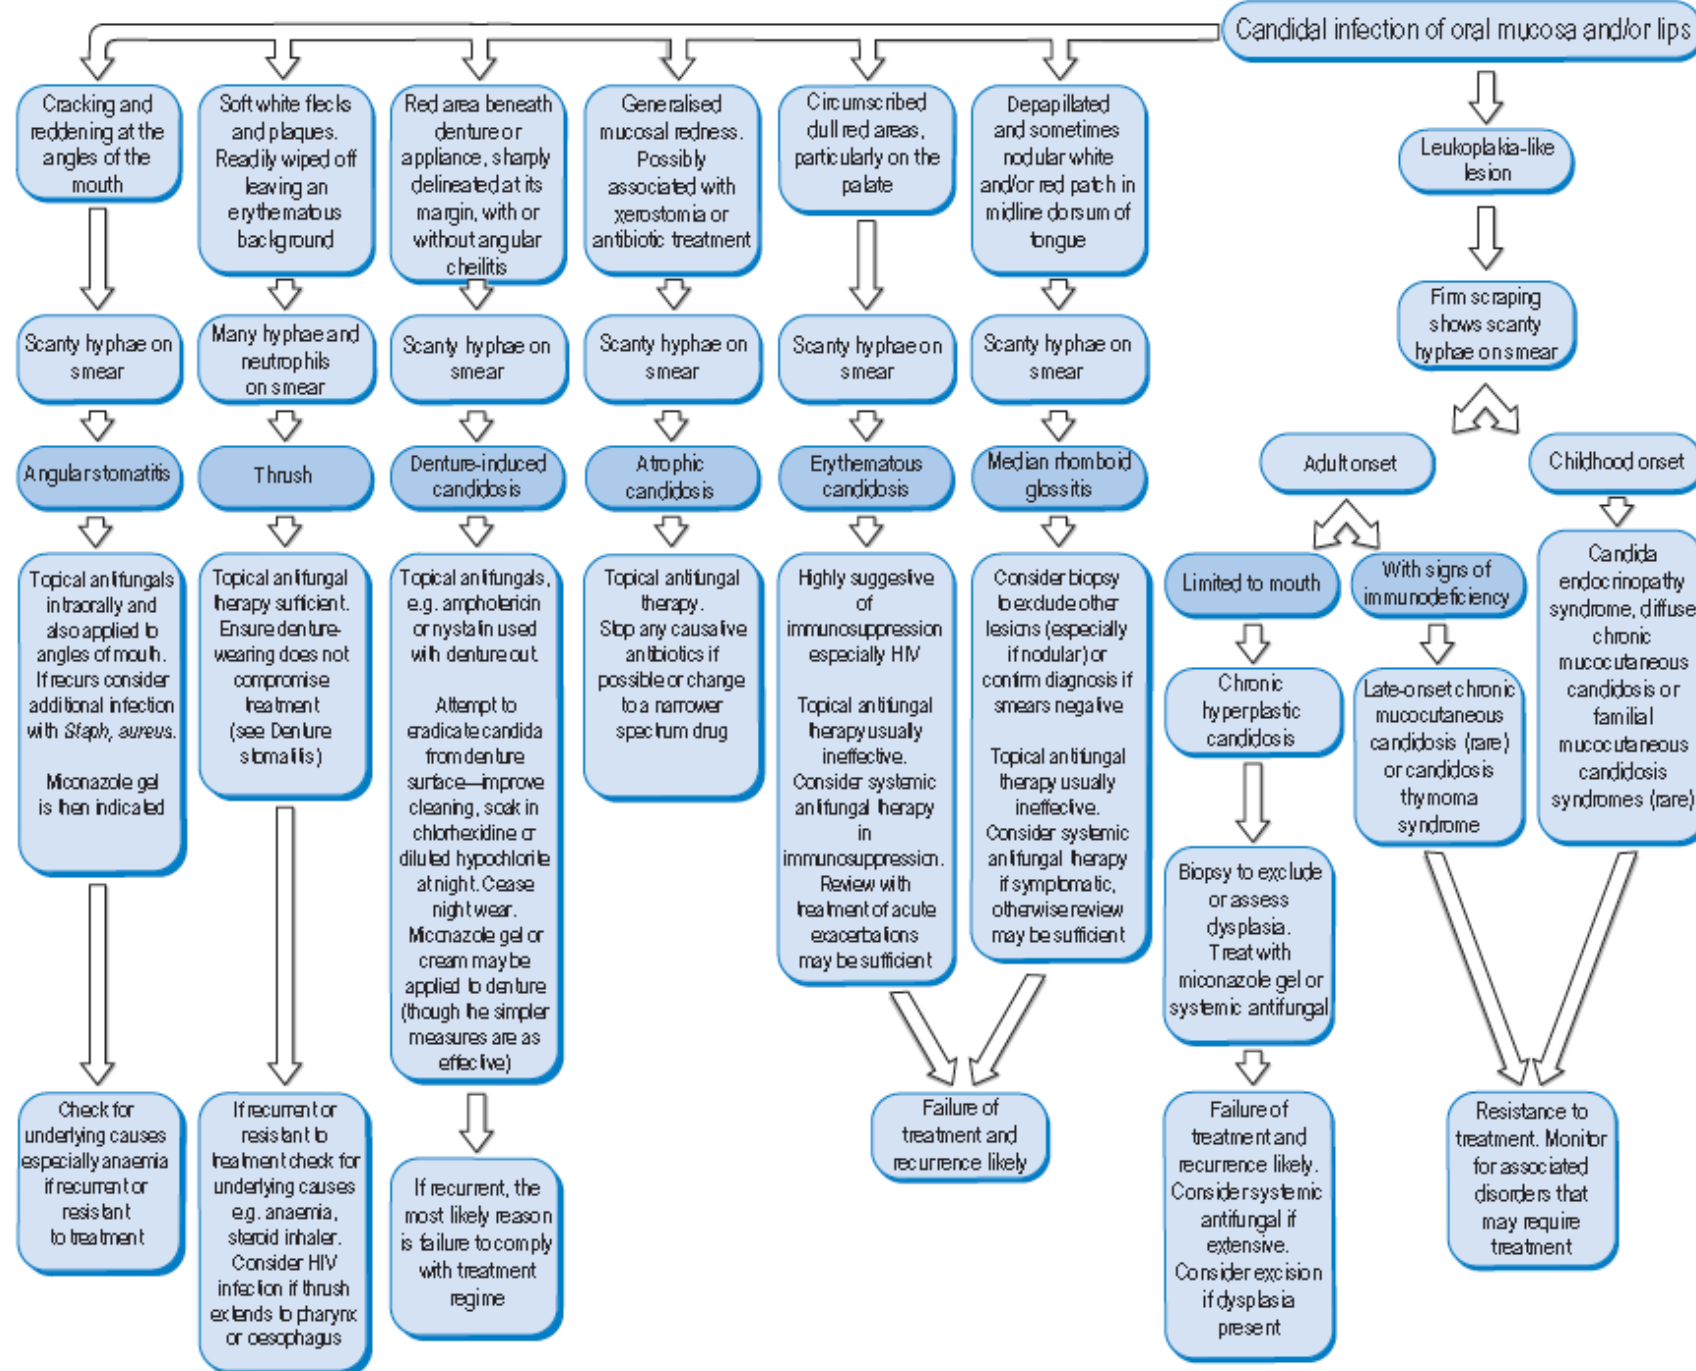 Candidal infection of oral mucosa and/or lips
Cracking and
reddening at the
angles of the
mouth
Scanty hyphae on
smear
Angular stomatitis
Topical antifungals
intraorally and
also applied to
angles of mouth.
If recurs consider
additional infection
with Staph, aureus.
Miconazole gel
is then indicated
Check for
underlying causes
especially anaemia
if recurrent or
resistant
to treatment
Soft white flecks
and plaques.
Readily wiped off
leaving an
erythematous
background
Many hyphae and
neutrophils
on smear
Thrush
Topical antifungal
therapy sufficient.
Ensure denture-
wearing does not
compromise
treatment
(see Denture
stomatitis)
If recurrent or
resistant to
treatment check for
underlying causes
e.g. anaemia,
steroid inhaler.
Consider HIV
infection if thrush
extends to pharynx
or oesophagus
Red area beneath
denture or
appliance, sharply
delineated at its
margin, with or
without angular
cheilitis
Scanty hyphae on
smear
Denture-induced
candidosis
Topical antifungals,
e.g. amphotericin
or nystatin used
with denture out.
Attempt to
eradicate candida
from denture
surface—improve
cleaning, soak in
chlorhexidine or
diluted hypochlorite
at night. Cease
night wear.
Miconazole gel or
cream may be
applied to denture
(though the simpler
measures are as
effective)
If recurrent, the
most likely reason
is failure to comply
with treatment
regime
Generalised
mucosal redness.
Possibly
associated with
xerostomia or
antibiotic treatment
Scanty hyphae on
smear
Atrophic
candidosis
Topical antifungal
therapy.
Stop any causative
antibiotics if
possible or change
to a narrower
spectrum drug
Circumscribed
dull red areas,
particularly on the
palate
Scanty hyphae on
smear
Erythematous
candidosis
Highly suggestive
of
immunosuppression
especially HIV
Topical antifungal
therapy usually
ineffective.
Consider systemic
antifungal therapy
in
immunosuppression.
Review with
treatment of acute
exacerbations
may be sufficient
Depapillated
and sometimes
nodular white
and/or red patch in
midline dorsum of
tongue
Scanty hyphae on
smear
Median rhomboid
glossitis
Consider biopsy
to exclude other
lesions (especially
if nodular) or
confirm diagnosis if
smears negative
Topical antifungal
therapy usually
ineffective.
Consider systemic
antifungal therapy
if symptomatic,
otherwise review
may be sufficient
Failure of
treatment and
recurrence likely
Leukoplakia-like
lesion
Firm scraping
shows scanty
hyphae on smear
Adult onset
Limited to mouth
Chronic
hyperplastic
candidosis
Biopsy to exclude
or assess
dysplasia.
Treat with
miconazole gel or
systemic antifungal
Failure of
treatment and
recurrence likely.
Consider systemic
antifungal if
extensive.
Consider excision
if dysplasia
present
With signs of
immunodeficiency
Late-onset chronic
mucocutaneous
candidosis (rare)
or candidosis
thymoma
syndrome
Childhood onset
Candida
endocrinopathy
syndrome, diffuse
chronic
mucocutaneous
candidosis or
familial
mucocutaneous
candidosis
syndromes (rare)
Resistance to
treatment. Monitor
for associated
disorders that
may require
treatment